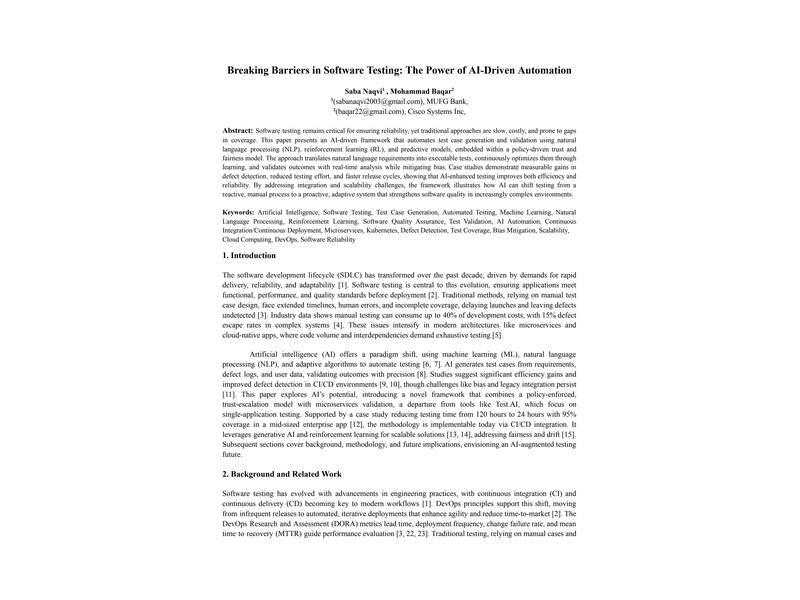 Breaking Barriers in Software Testing: The Power of AI-Driven Automation
Saba Naqvi¹ , Mohammad Baqar²
¹(sabanaqvi2003@gmail.com), MUFG Bank,
²(baqar22@gmail.com), Cisco Systems Inc,
Abstract: Software testing remains critical for ensuring reliability, yet traditional approaches are slow, costly, and prone to gaps
in coverage. This paper presents an AI-driven framework that automates test case generation and validation using natural
language processing (NLP), reinforcement learning (RL), and predictive models, embedded within a policy-driven trust and
fairness model. The approach translates natural language requirements into executable tests, continuously optimizes them through
learning, and validates outcomes with real-time analysis while mitigating bias. Case studies demonstrate measurable gains in
defect detection, reduced testing effort, and faster release cycles, showing that AI-enhanced testing improves both efficiency and
reliability. By addressing integration and scalability challenges, the framework illustrates how AI can shift testing from a
reactive, manual process to a proactive, adaptive system that strengthens software quality in increasingly complex environments.
Keywords: Artificial Intelligence, Software Testing, Test Case Generation, Automated Testing, Machine Learning, Natural
Language Processing, Reinforcement Learning, Software Quality Assurance, Test Validation, AI Automation, Continuous
Integration/Continuous Deployment, Microservices, Kubernetes, Defect Detection, Test Coverage, Bias Mitigation, Scalability,
Cloud Computing, DevOps, Software Reliability
1. Introduction
The software development lifecycle (SDLC) has transformed over the past decade, driven by demands for rapid
delivery, reliability, and adaptability [1]. Software testing is central to this evolution, ensuring applications meet
functional, performance, and quality standards before deployment [2]. Traditional methods, relying on manual test
case design, face extended timelines, human errors, and incomplete coverage, delaying launches and leaving defects
undetected [3]. Industry data shows manual testing can consume up to 40% of development costs, with 15% defect
escape rates in complex systems [4]. These issues intensify in modern architectures like microservices and
cloud-native apps, where code volume and interdependencies demand exhaustive testing [5].
Artificial intelligence (AI) offers a paradigm shift, using machine learning (ML), natural language
processing (NLP), and adaptive algorithms to automate testing [6, 7]. AI generates test cases from requirements,
defect logs, and user data, validating outcomes with precision [8]. Studies suggest significant efficiency gains and
improved defect detection in CI/CD environments [9, 10], though challenges like bias and legacy integration persist
[11]. This paper explores AI's potential, introducing a novel framework that combines a policy-enforced,
trust-escalation model with microservices validation, a departure from tools like Test.AI, which focus on
single-application testing. Supported by a case study reducing testing time from 120 hours to 24 hours with 95%
coverage in a mid-sized enterprise app [12], the methodology is implementable today via CI/CD integration. It
leverages generative AI and reinforcement learning for scalable solutions [13, 14], addressing fairness and drift [15].
Subsequent sections cover background, methodology, and future implications, envisioning an AI-augmented testing
future.
2. Background and Related Work
Software testing has evolved with advancements in engineering practices, with continuous integration (CI) and
continuous delivery (CD) becoming key to modern workflows [1]. DevOps principles support this shift, moving
from infrequent releases to automated, iterative deployments that enhance agility and reduce time-to-market [2]. The
DevOps Research and Assessment (DORA) metrics lead time, deployment frequency, change failure rate, and mean
time to recovery (MTTR) guide performance evaluation [3, 22, 23]. Traditional testing, relying on manual cases and